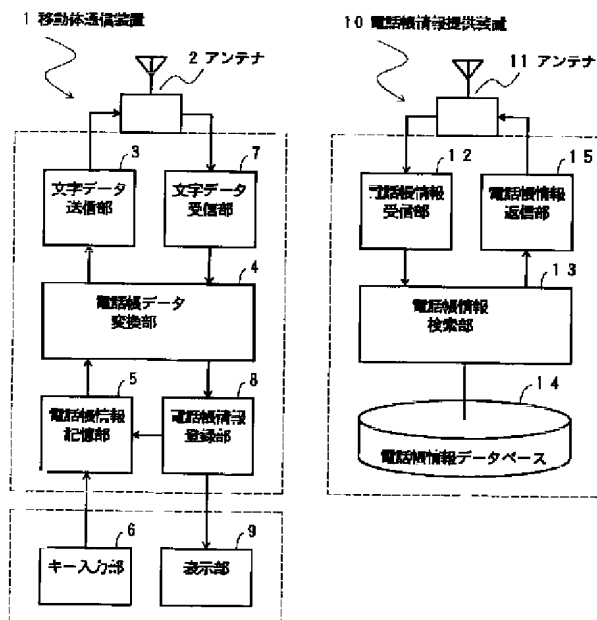 1 移動体通信装置
2 アンテナ
3
文字データ
送信部
7
文字データ
受信部
4
電話帳データ
変換部
5
電話帳情報
記憶部
8
電話帳情報
登録部
6
キー入力部
9
表示部
10 電話帳情報提供装置
11 アンテナ
12
電話帳情報
受信部
15
電話帳情報
返信部
13
電話帳情報
検索部
14
電話帳情報データベース